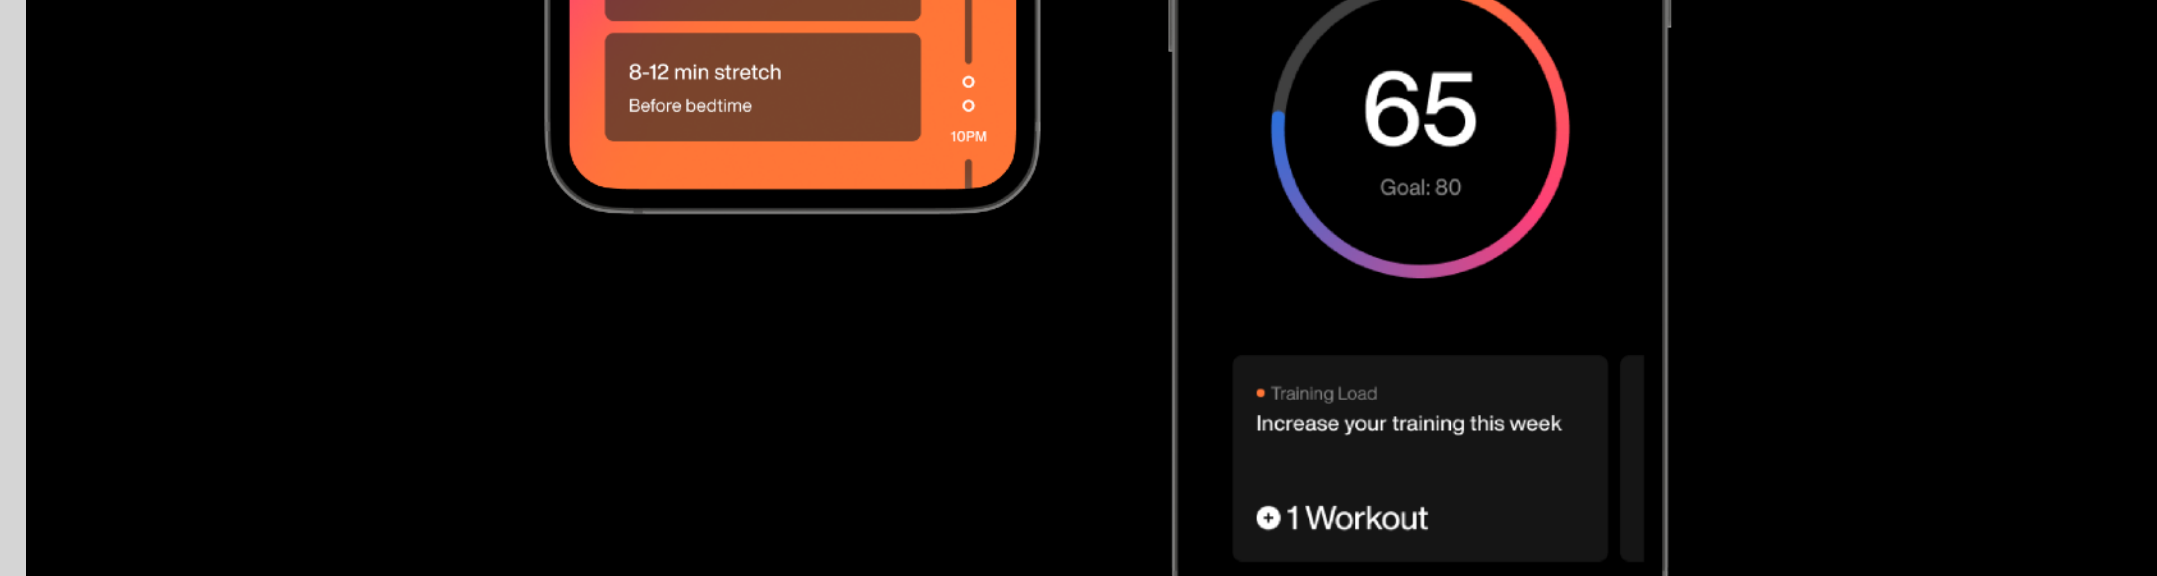 8-12 min stretch
Before bedtime
10PM
65
Goal: 80
Training Load
Increase your training this week
1 Workout